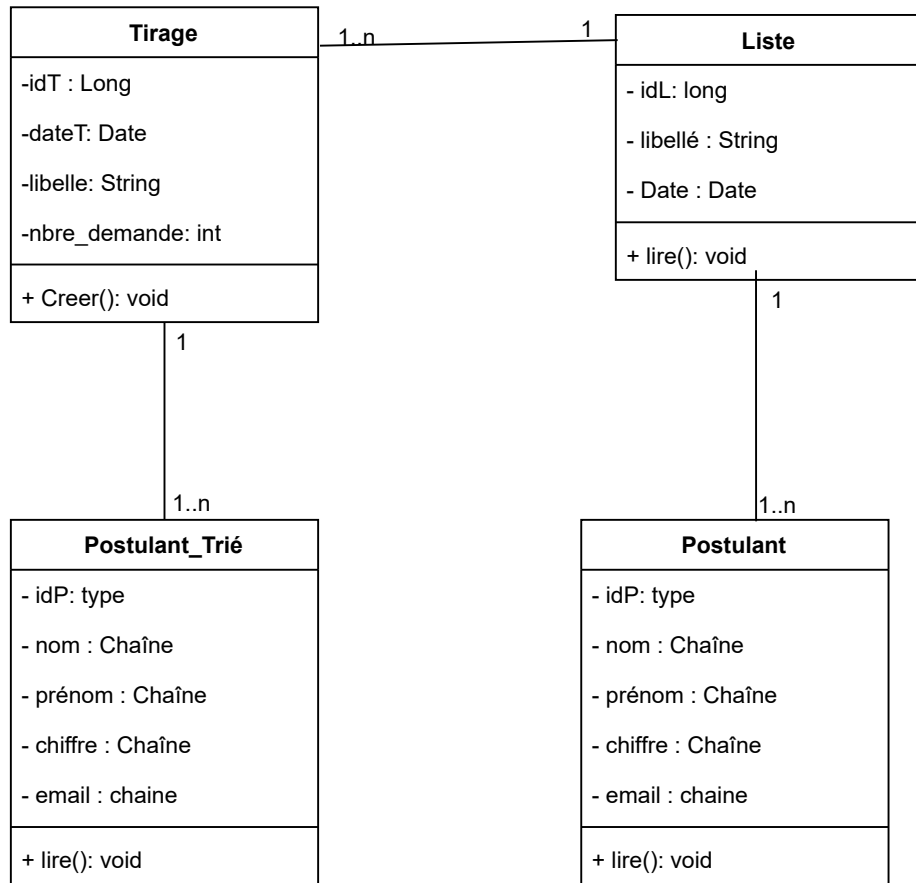 Tirage
-idT : Long
-dateT: Date
-libelle: String
-nbre_demande: int
+ Creer(): void
1..n
1
Liste
- idL: long
- libellé : String
- Date : Date
+ lire(): void
1
1
1..n
1..n
Postulant_Trié
- idP: type
- nom : Chaîne
- prénom : Chaîne
- chiffre : Chaîne
- email : chaine
+ lire(): void
Postulant
- idP: type
- nom : Chaîne
- prénom : Chaîne
- chiffre : Chaîne
- email : chaine
+ lire(): void